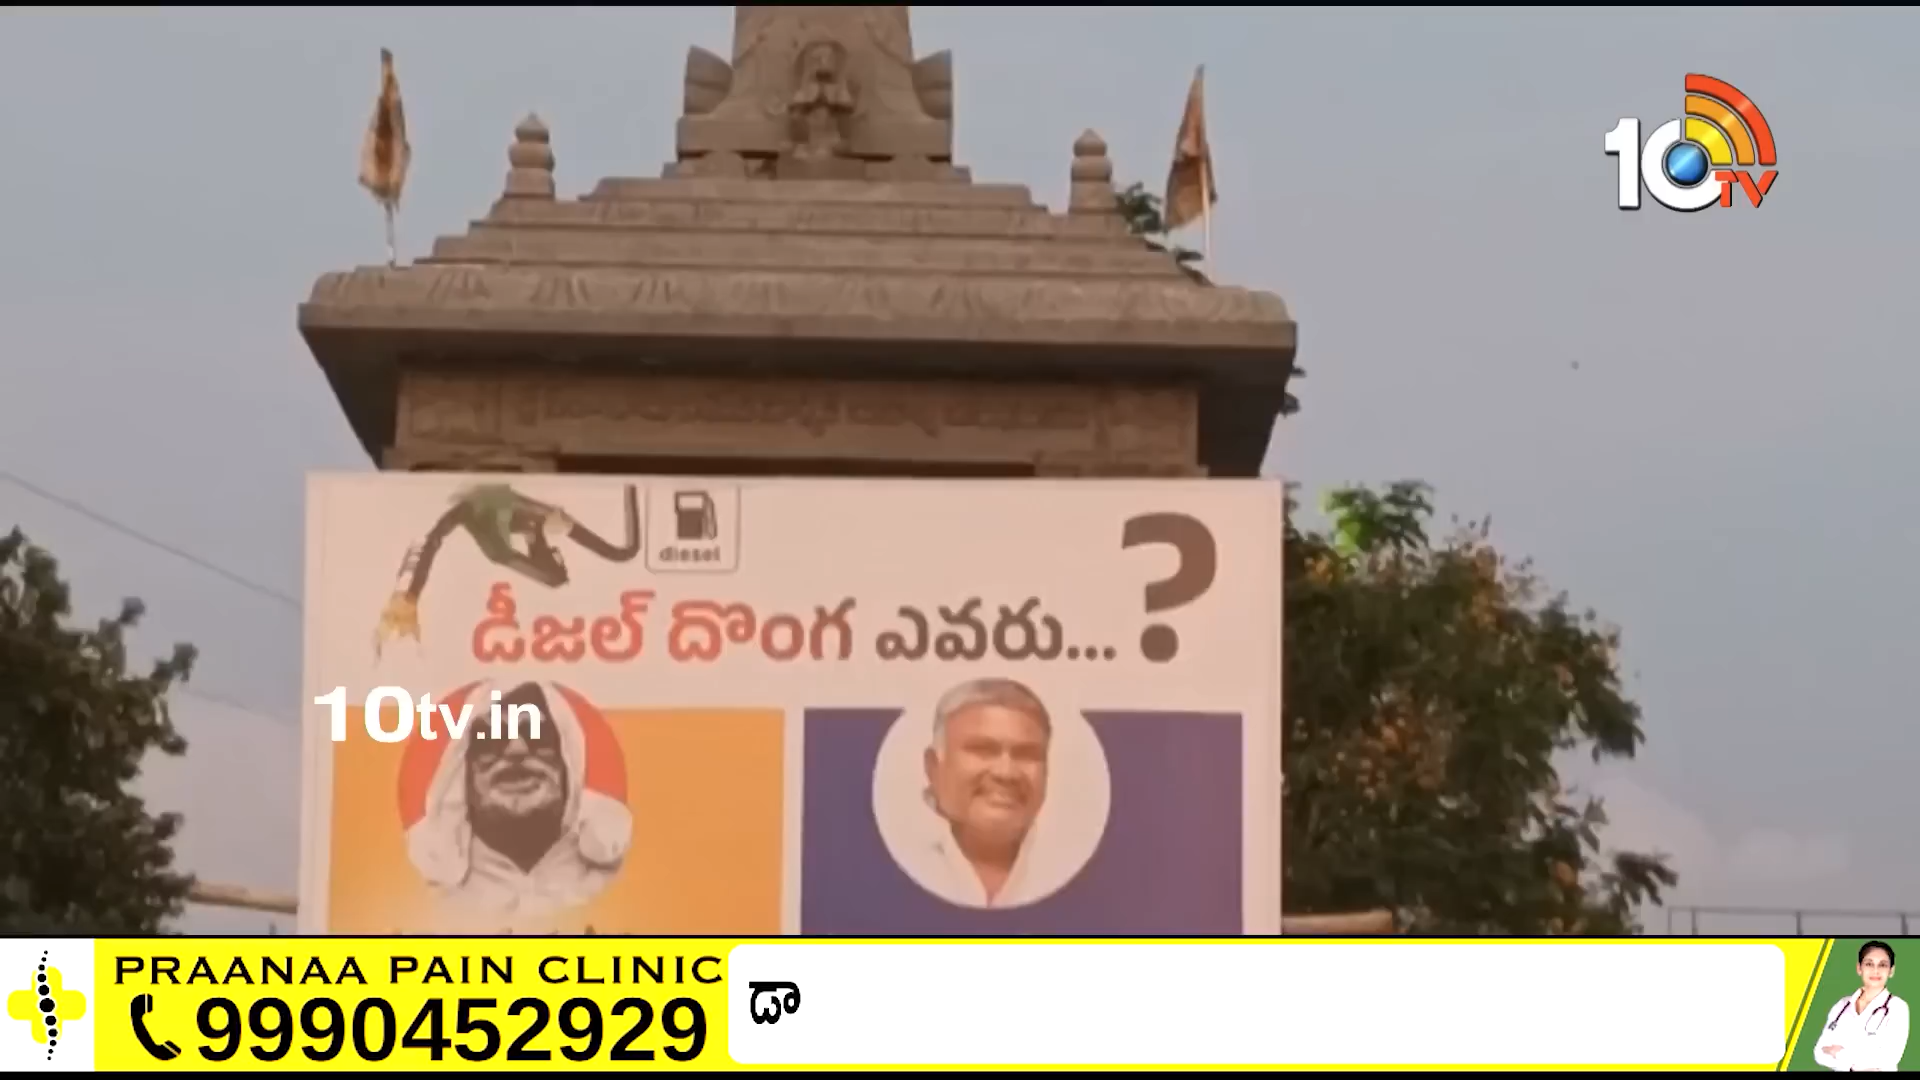 10TV
diesel
డీజల్ దొంగ ఎవరు...?
10tv.in
PRAANAA PAIN CLINIC
9990452929
డా